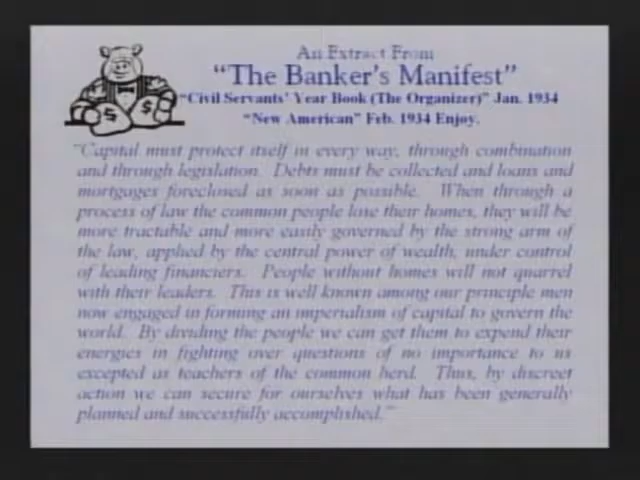 An Extract From
"The Banker's Manifest"
"Civil Servants' Year Book (The Organizer)" Jan. 1934
"New American" Feb. 1934 Enjoy.
$ $
"Capital must protect itself in every way, through combination
and through legislation. Debts must be collected and loans and
mortgages foreclosed as soon as possible. When through a
process of law the common people lose their homes, they will be
more tractable and more easily governed by the strong arm of
the law, applied by the central power of wealth, under control
of leading financiers. People without homes will not quarrel
with their leaders. This is well known among our principle men
now engaged in forming an imperialism of capital to govern the
world. By dividing the people we can get them to expend their
energies in fighting over questions of no importance to us
excepted as teachers of the common herd. Thus, by discreet
action we can secure for ourselves what has been generally
planned and successfully accomplished."